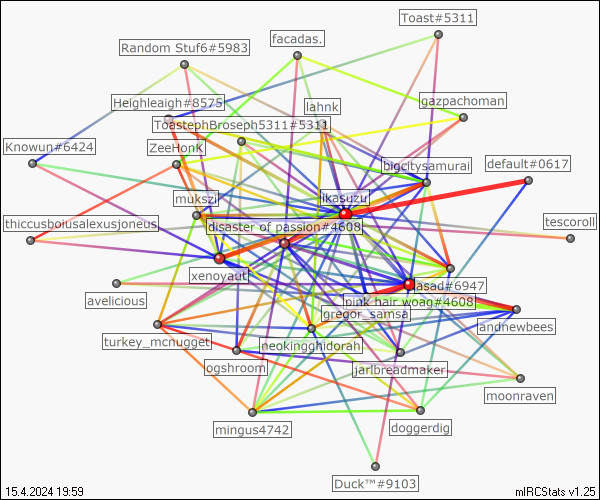 Toast#5311
facadas.
Random Stuf6#5983
Heighleaigh#8575
lahnk
gazpachoman
ToastephBroseph5311#5311
Knowun#6424
ZeeHonk
bigcitysamurai
default#0617
mukszi
ikasuzu
thiccusboiusalexusjoneus
disaster of passion#4608
tescoroll
xenoyaut
asad#6947
avelicious
pink hair woag#4608
gregor_samsa
andnewbees
turkey_mcnugget
neokingghidorah
ogshroom
jarlbreadmaker
moonraven
mingus4742
doggerdig
Duck™#9103
15.4.2024 19:59
mIRCStats v1.25